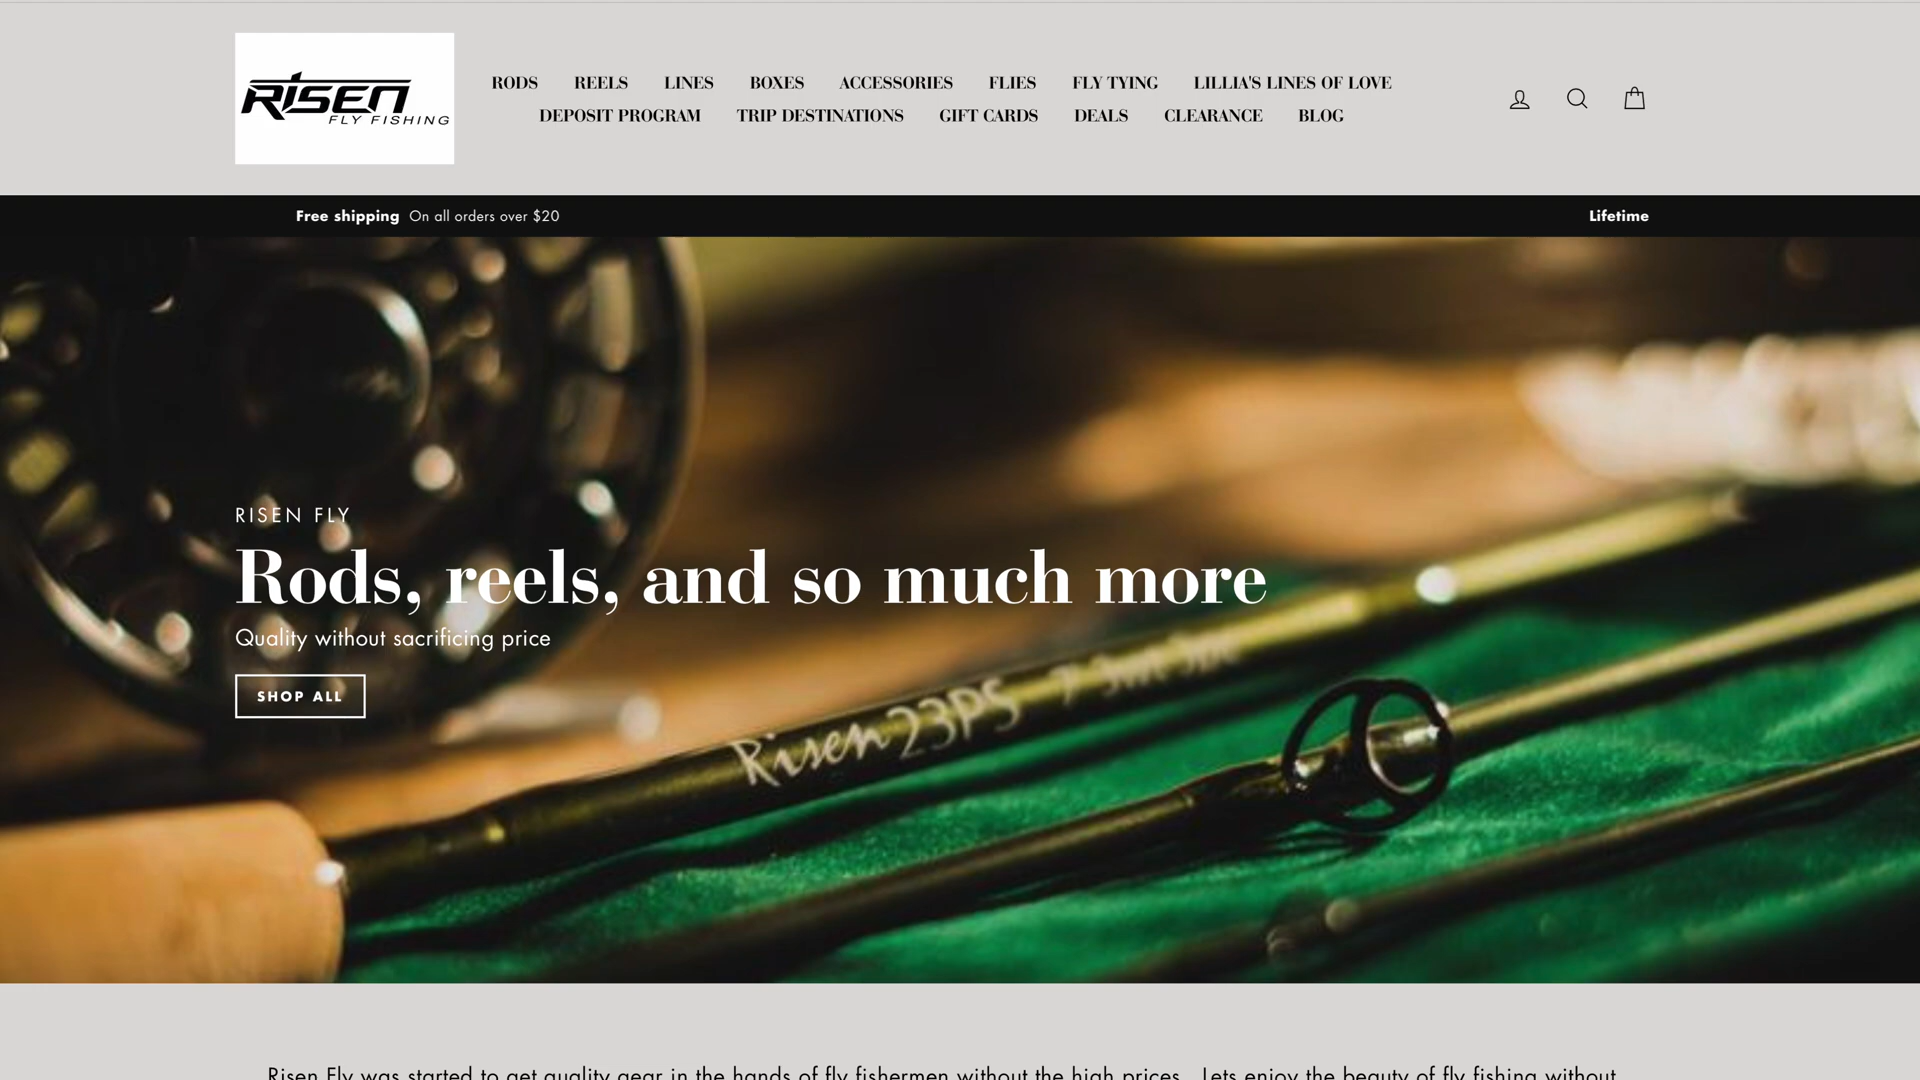 RISEN
FLY FISHING
RODS REELS LINES BOXES ACCESSORIES FLIES FLY TYING LILLIA'S LINES OF LOVE
DEPOSIT PROGRAM TRIP DESTINATIONS GIFT CARDS DEALS CLEARANCE BLOG
Free shipping On all orders over $20
Lifetime
RISEN FLY
Rods, reels, and so much more
Quality without sacrificing price
SHOP ALL
Risen 23PS 7'
Risen Fly was started to get quality gear in the hands of fly fishermen without the high prices. Lets enjoy the beauty of fly fishing without